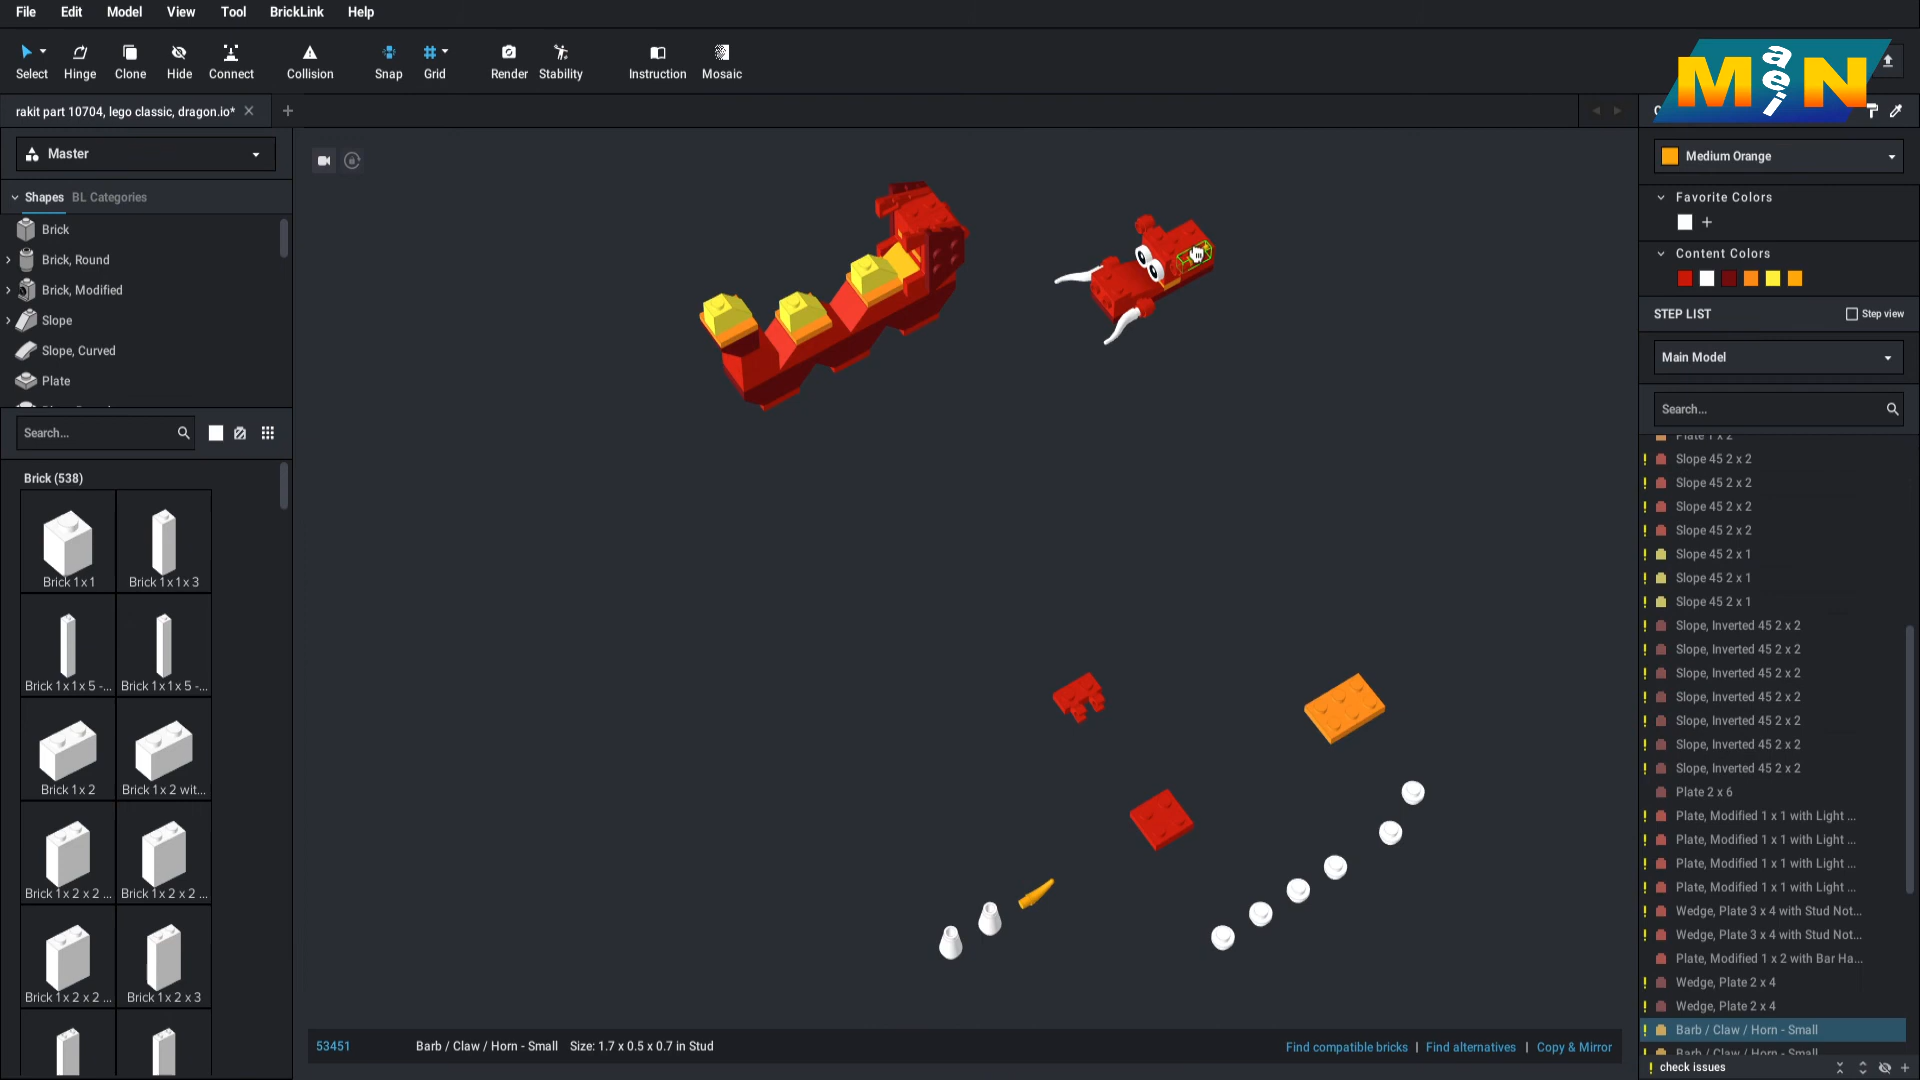 File Edit Model View Tool BrickLink Help
Select Hinge Clone Hide Connect Collision Snap Grid Render Stability Instruction Mosaic
MaeiN
rakit part 10704, lego classic, dragon.io*
Master
Shapes BL Categories
Brick
Brick, Round
Brick, Modified
Slope
Slope, Curved
Plate
Search...
Brick (538)
Brick 1 x 1
Brick 1 x 1 x 3
Brick 1 x 1 x 5 -...
Brick 1 x 1 x 5 -...
Brick 1 x 2
Brick 1 x 2 wit...
Brick 1 x 2 x 2 ...
Brick 1 x 2 x 2 ...
Brick 1 x 2 x 2 ...
Brick 1 x 2 x 3
53451 Barb / Claw / Horn - Small Size: 1.7 x 0.5 x 0.7 in Stud
Find compatible bricks | Find alternatives | Copy & Mirror
Medium Orange
Favorite Colors
Content Colors
STEP LIST Step view
Main Model
Search...
Plate 1 x 2
Slope 45 2 x 2
Slope 45 2 x 2
Slope 45 2 x 2
Slope 45 2 x 2
Slope 45 2 x 1
Slope 45 2 x 1
Slope 45 2 x 1
Slope, Inverted 45 2 x 2
Slope, Inverted 45 2 x 2
Slope, Inverted 45 2 x 2
Slope, Inverted 45 2 x 2
Slope, Inverted 45 2 x 2
Slope, Inverted 45 2 x 2
Slope, Inverted 45 2 x 2
Plate 2 x 6
Plate, Modified 1 x 1 with Light ...
Plate, Modified 1 x 1 with Light ...
Plate, Modified 1 x 1 with Light ...
Plate, Modified 1 x 1 with Light ...
Wedge, Plate 3 x 4 with Stud Not...
Wedge, Plate 3 x 4 with Stud Not...
Plate, Modified 1 x 2 with Bar Ha...
Wedge, Plate 2 x 4
Wedge, Plate 2 x 4
Barb / Claw / Horn - Small
Barb / Claw / Horn - Small
check issues